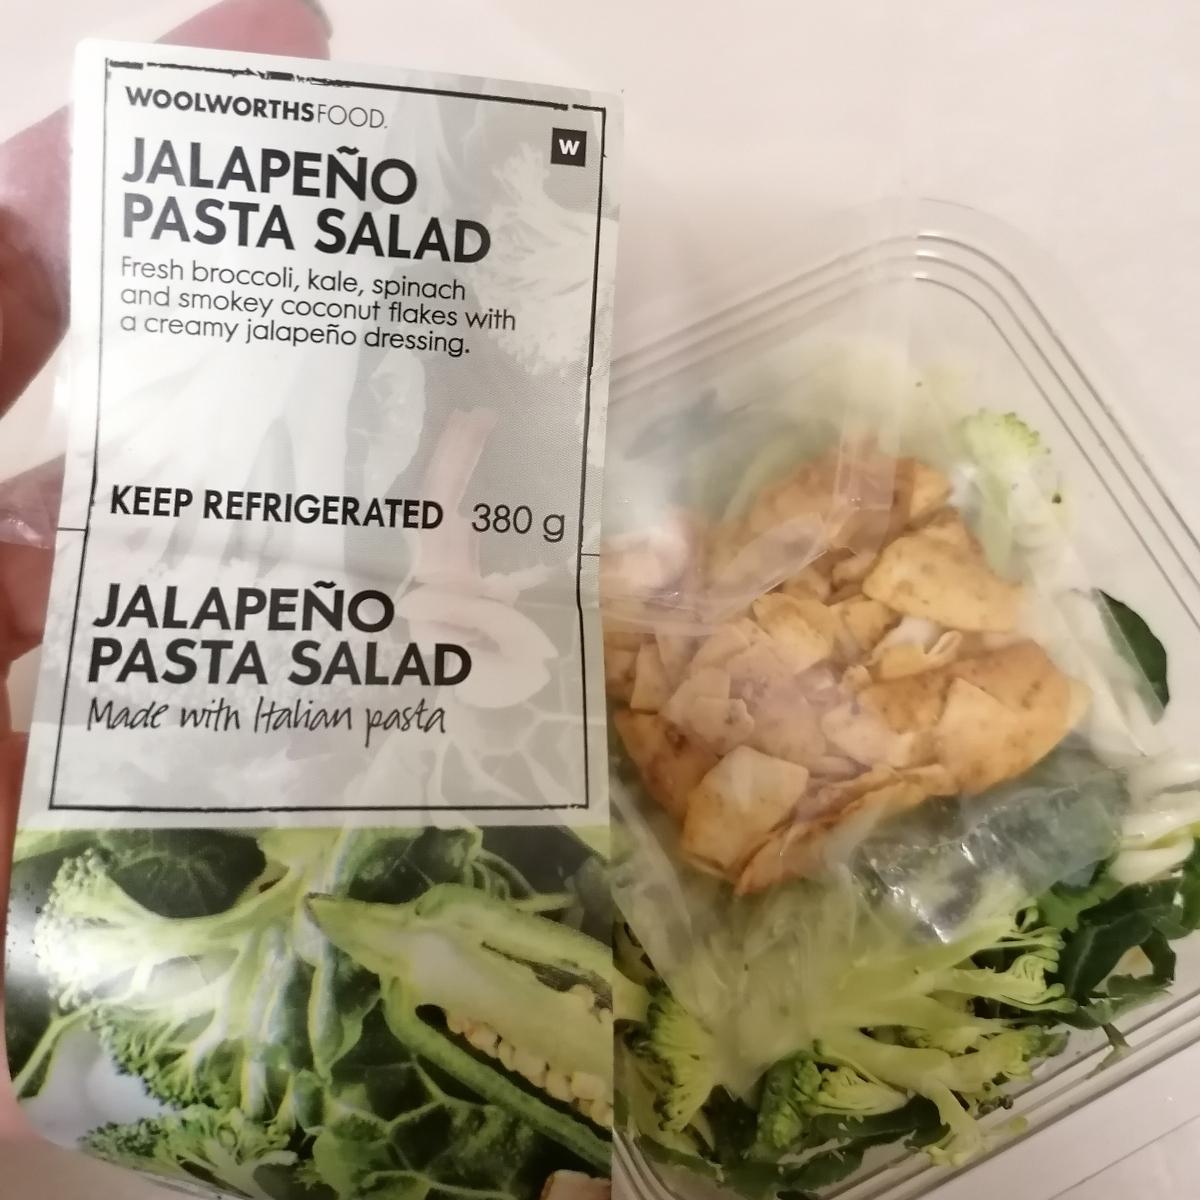 WOOLWORTHSFOOD.
W
JALAPEÑO
PASTA SALAD
Fresh broccoli, kale, spinach
and smokey coconut flakes with
a creamy jalapeño dressing.
KEEP REFRIGERATED 380 g
JALAPEÑO
PASTA SALAD
Made with Italian pasta